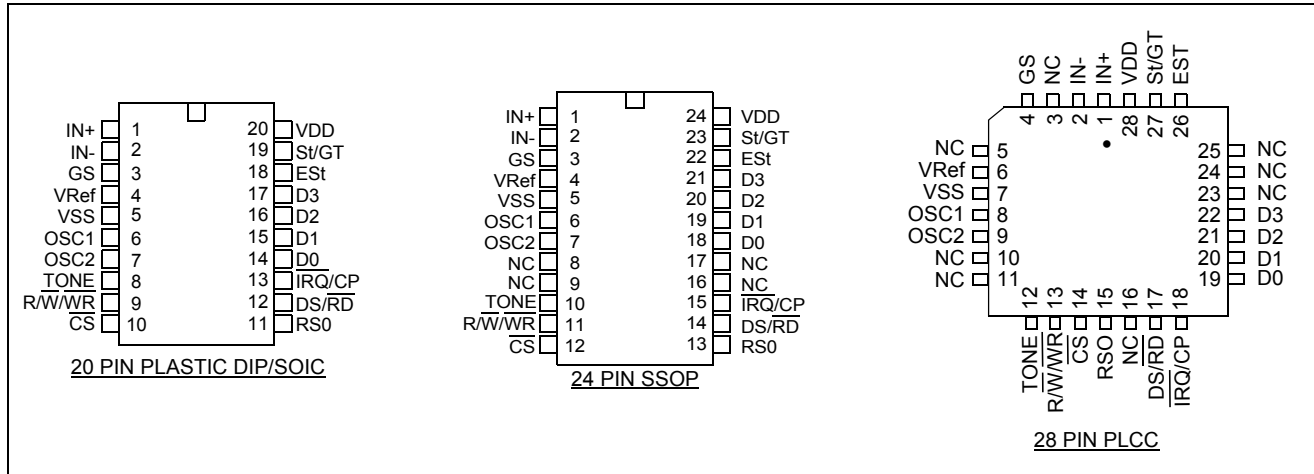 IN+ 1 20 VDD
IN- 2 19 St/GT
GS 3 18 ESt
VRef 4 17 D3
VSS 5 16 D2
OSC1 6 15 D1
OSC2 7 14 D0
TONE 8 13 IRQ/CP
R/W/WR 9 12 DS/RD
CS 10 11 RS0
20 PIN PLASTIC DIP/SOIC
IN+ 1 24 VDD
IN- 2 23 St/GT
GS 3 22 ESt
VRef 4 21 D3
VSS 5 20 D2
OSC1 6 19 D1
OSC2 7 18 D0
NC 8 17 NC
NC 9 16 NC
TONE 10 15 IRQ/CP
R/W/WR 11 14 DS/RD
CS 12 13 RS0
24 PIN SSOP
GS NC IN- IN+ VDD St/GT EST
4 3 2 1 28 27 26
NC 5 25 NC
VRef 6 24 NC
VSS 7 23 NC
OSC1 8 22 D3
OSC2 9 21 D2
NC 10 20 D1
NC 11 19 D0
12 13 14 15 16 17 18
TONE R/W/WR CS RSO NC DS/RD IRQ/CP
28 PIN PLCC